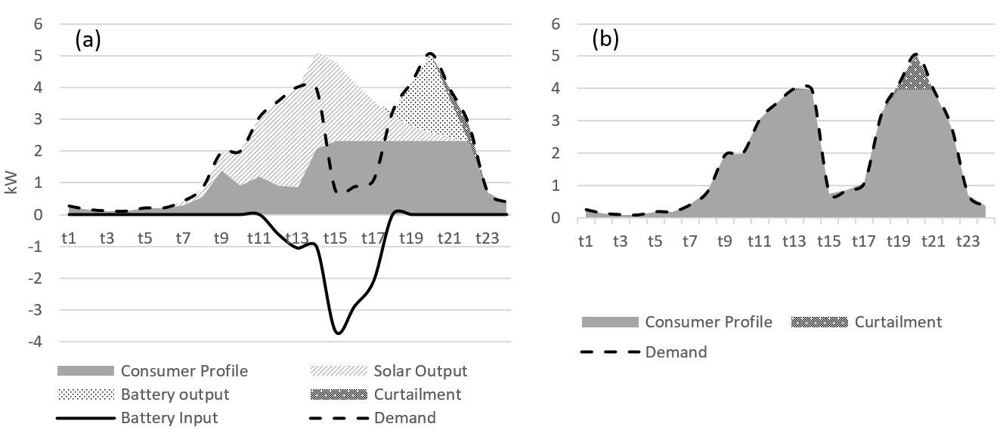 (a)
6
5
4
3
2
1
0
-1
-2
-3
-4
kW
t1 t3 t5 t7 t9 t11 t13 t15 t17 t19 t21 t23
Consumer Profile Solar Output
Battery output Curtailment
Battery Input Demand
(b)
6
5
4
3
2
1
0
t1 t3 t5 t7 t9 t11 t13 t15 t17 t19 t21 t23
Consumer Profile Curtailment
Demand